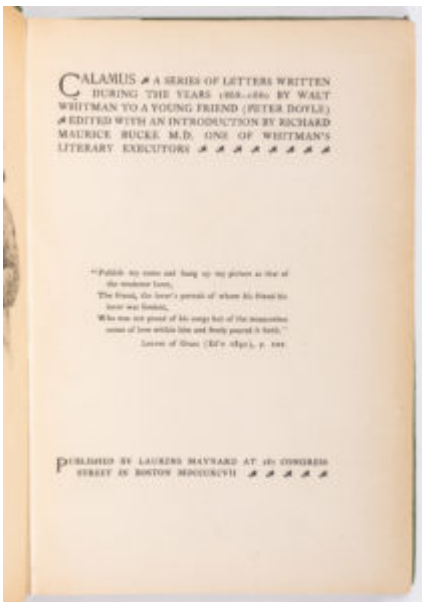 CALAMUS A SERIES OF LETTERS WRITTEN
DURING THE YEARS 1868-1880 BY WALT
WHITMAN TO A YOUNG FRIEND (PETER DOYLE)
EDITED WITH AN INTRODUCTION BY RICHARD
MAURICE BUCKE M.D. ONE OF WHITMAN'S
LITERARY EXECUTORS
"Publish my name and hang up my picture as that of
the tenderest lover,
The friend, the lover's portrait, of whom his friend his
lover was fondest,
Who was not proud of his songs but of the measureless
ocean of love within him and freely poured it forth."
Leaves of Grass (Ed'n 1892), p. 102
PUBLISHED BY LAURENS MAYNARD AT 287 CONGRESS
STREET IN BOSTON MDCCCXCVII